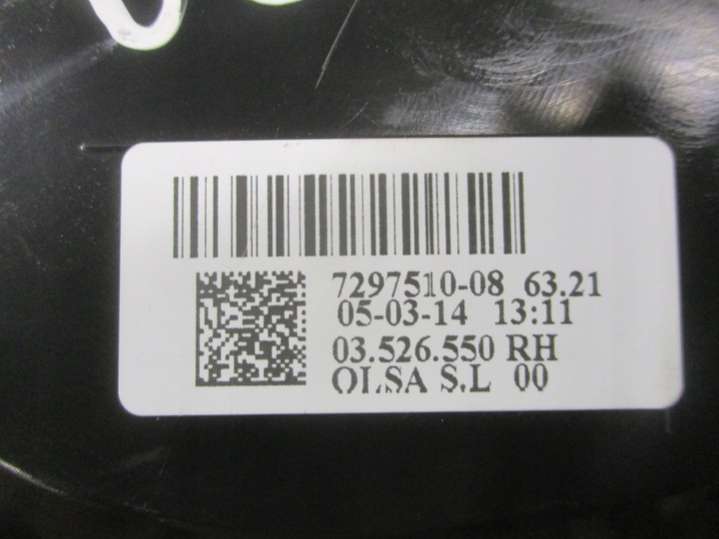 7297510-08 63.21
05-03-14 13:11
03.526.550 RH
OLSA S.L 00